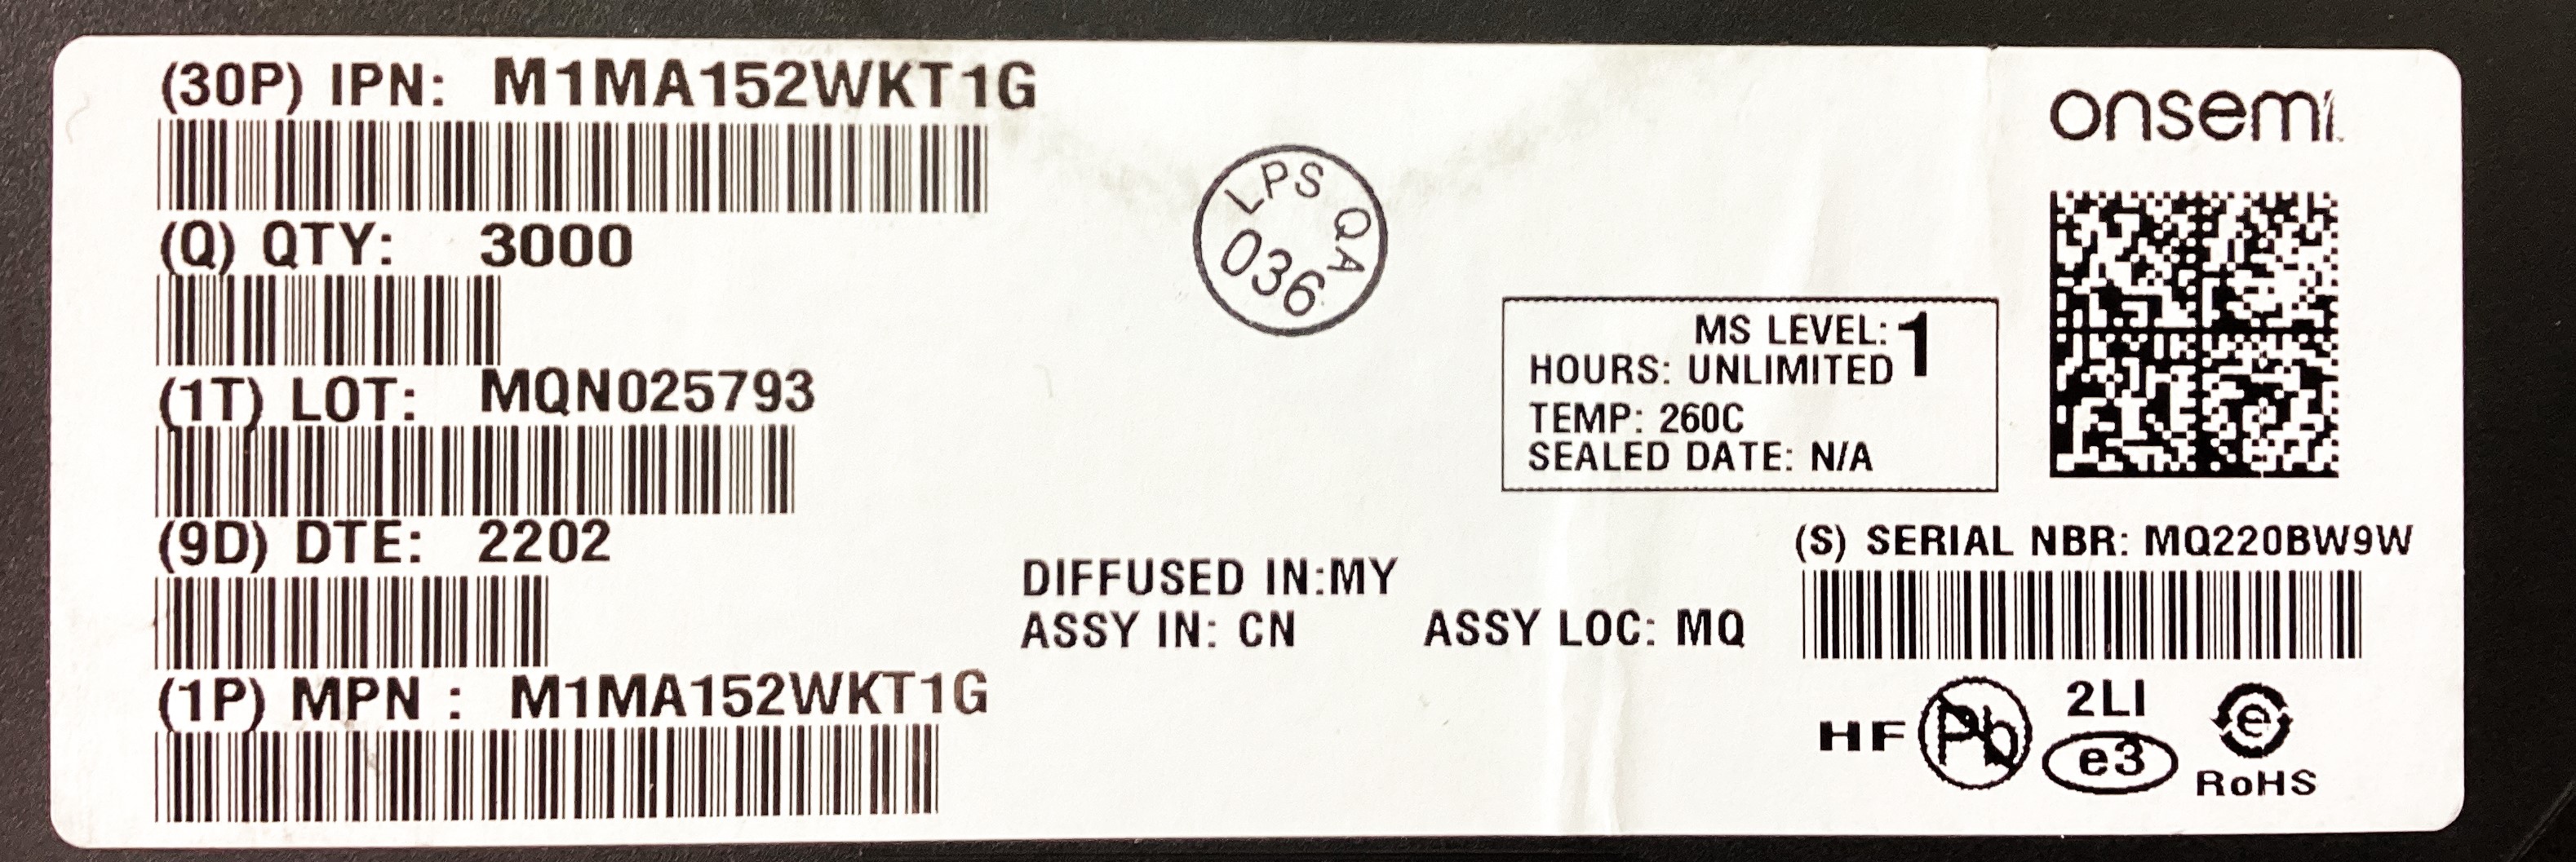 (30P) IPN: M1MA152WKT1G
onsemi
LPS QA
036
(Q) QTY: 3000
MS LEVEL: 1
HOURS: UNLIMITED
TEMP: 260C
SEALED DATE: N/A
(1T) LOT: MQN025793
(9D) DTE: 2202
(S) SERIAL NBR: MQ220BW9W
DIFFUSED IN:MY
ASSY IN: CN ASSY LOC: MQ
(1P) MPN : M1MA152WKT1G
HF Pb 2LI
e3
e
RoHS